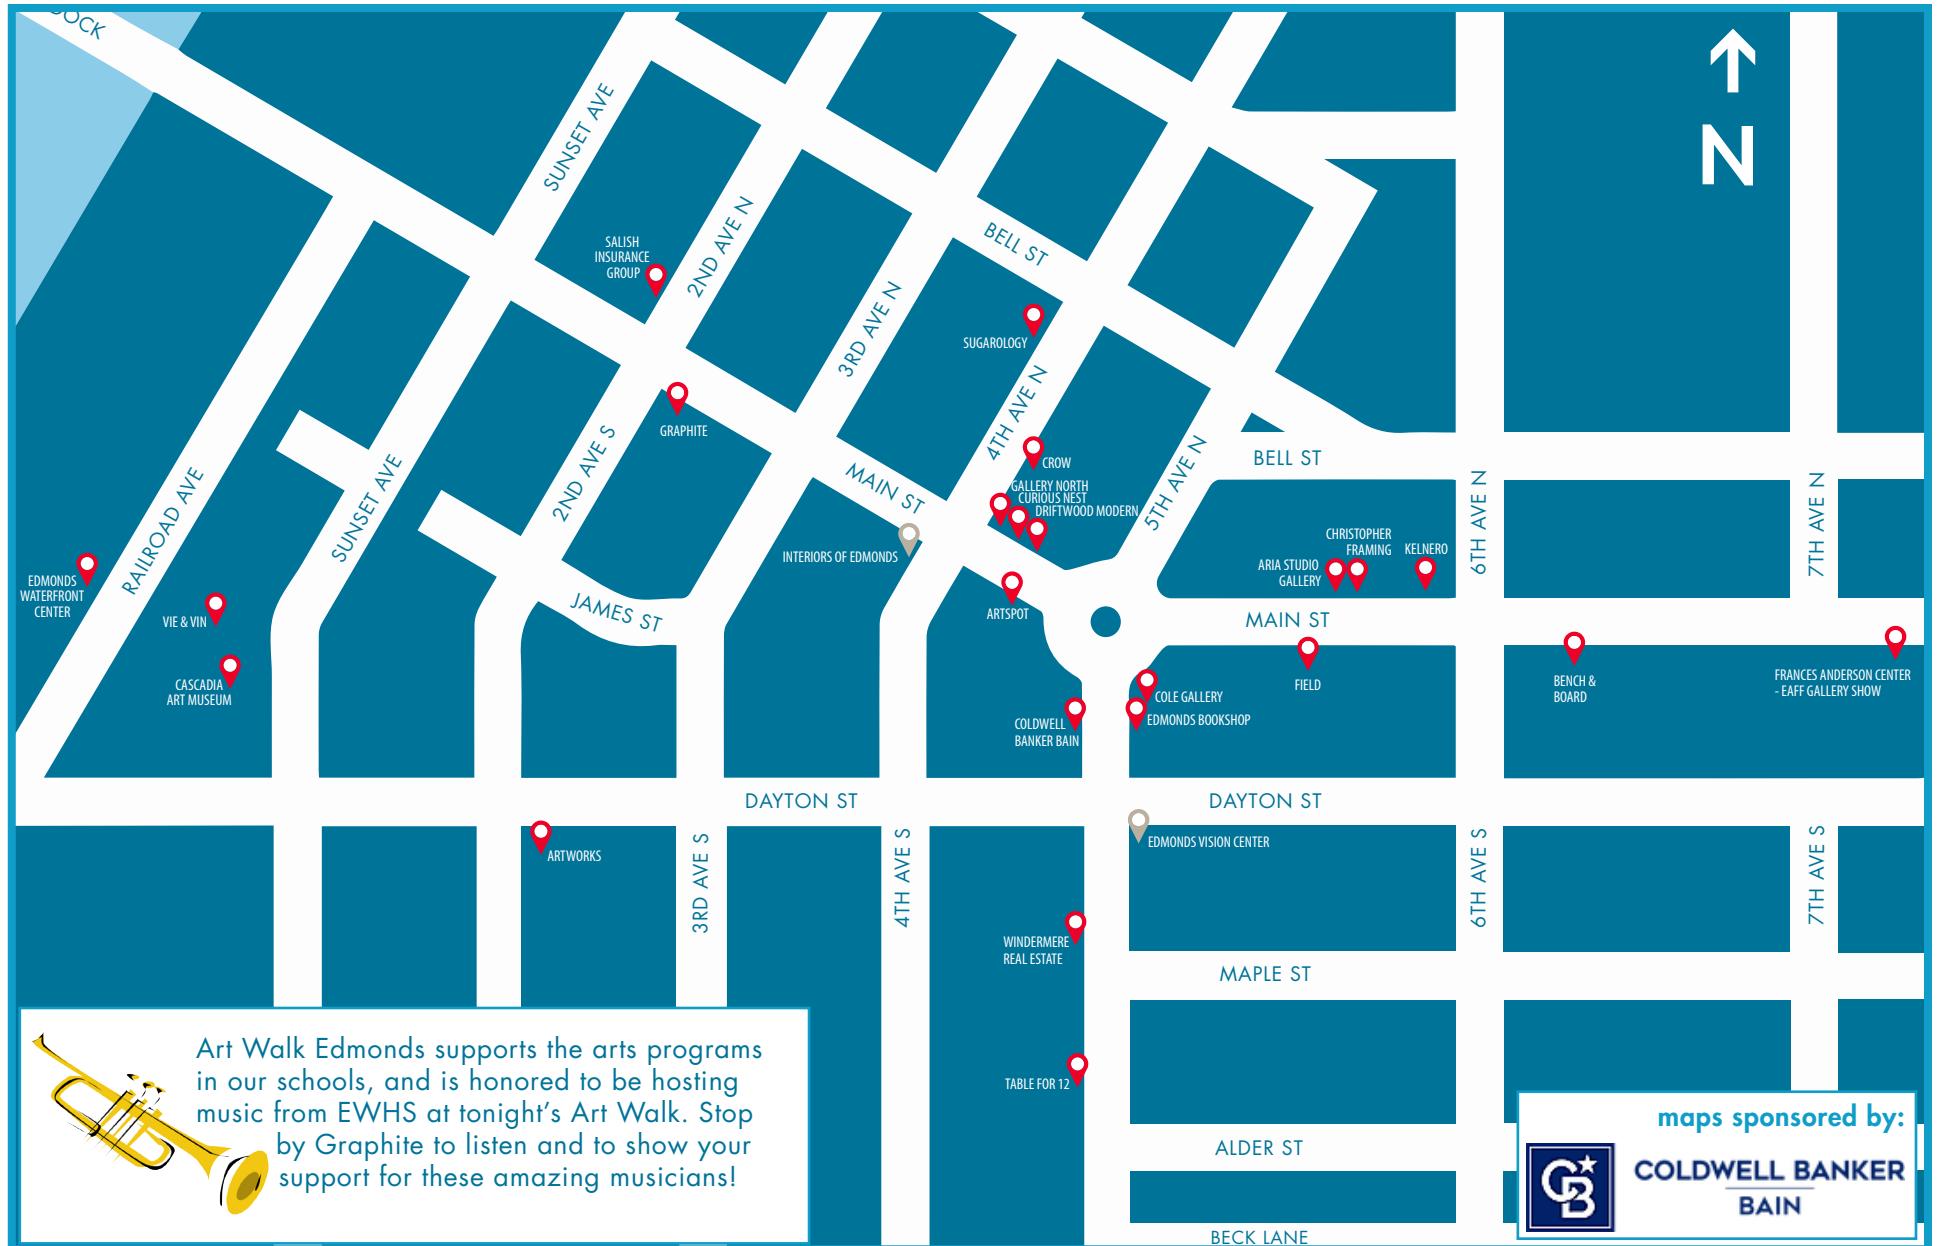 SUNSET AVE
N
SALISH
INSURANCE
GROUP
2ND AVE N
BELL ST
3RD AVE N
SUGAROLOGY
4TH AVE N
GRAPHITE
2ND AVE S
MAIN ST
CROW
GALLERY NORTH
CURIOUS NEST
DRIFTWOOD MODERN
5TH AVE N
BELL ST
6TH AVE N
7TH AVE N
RAILROAD AVE
SUNSET AVE
INTERIORS OF EDMONDS
CHRISTOPHER
FRAMING
KELNERO
ARIA STUDIO
GALLERY
EDMONDS
WATERFRONT
CENTER
VIE & VIN
JAMES ST
ARTSPOT
MAIN ST
CASCADIA
ART MUSEUM
COLE GALLERY
FIELD
BENCH &
BOARD
FRANCES ANDERSON CENTER
- EAFF GALLERY SHOW
COLDWELL
BANKER BAIN
EDMONDS BOOKSHOP
DAYTON ST
DAYTON ST
ARTWORKS
3RD AVE S
4TH AVE S
EDMONDS VISION CENTER
6TH AVE S
7TH AVE S
WINDERMERE
REAL ESTATE
MAPLE ST
TABLE FOR 12
ALDER ST
BECK LANE
Art Walk Edmonds supports the arts programs
in our schools, and is honored to be hosting
music from EWHS at tonight's Art Walk. Stop
by Graphite to listen and to show your
support for these amazing musicians!
maps sponsored by:
CB
COLDWELL BANKER
BAIN